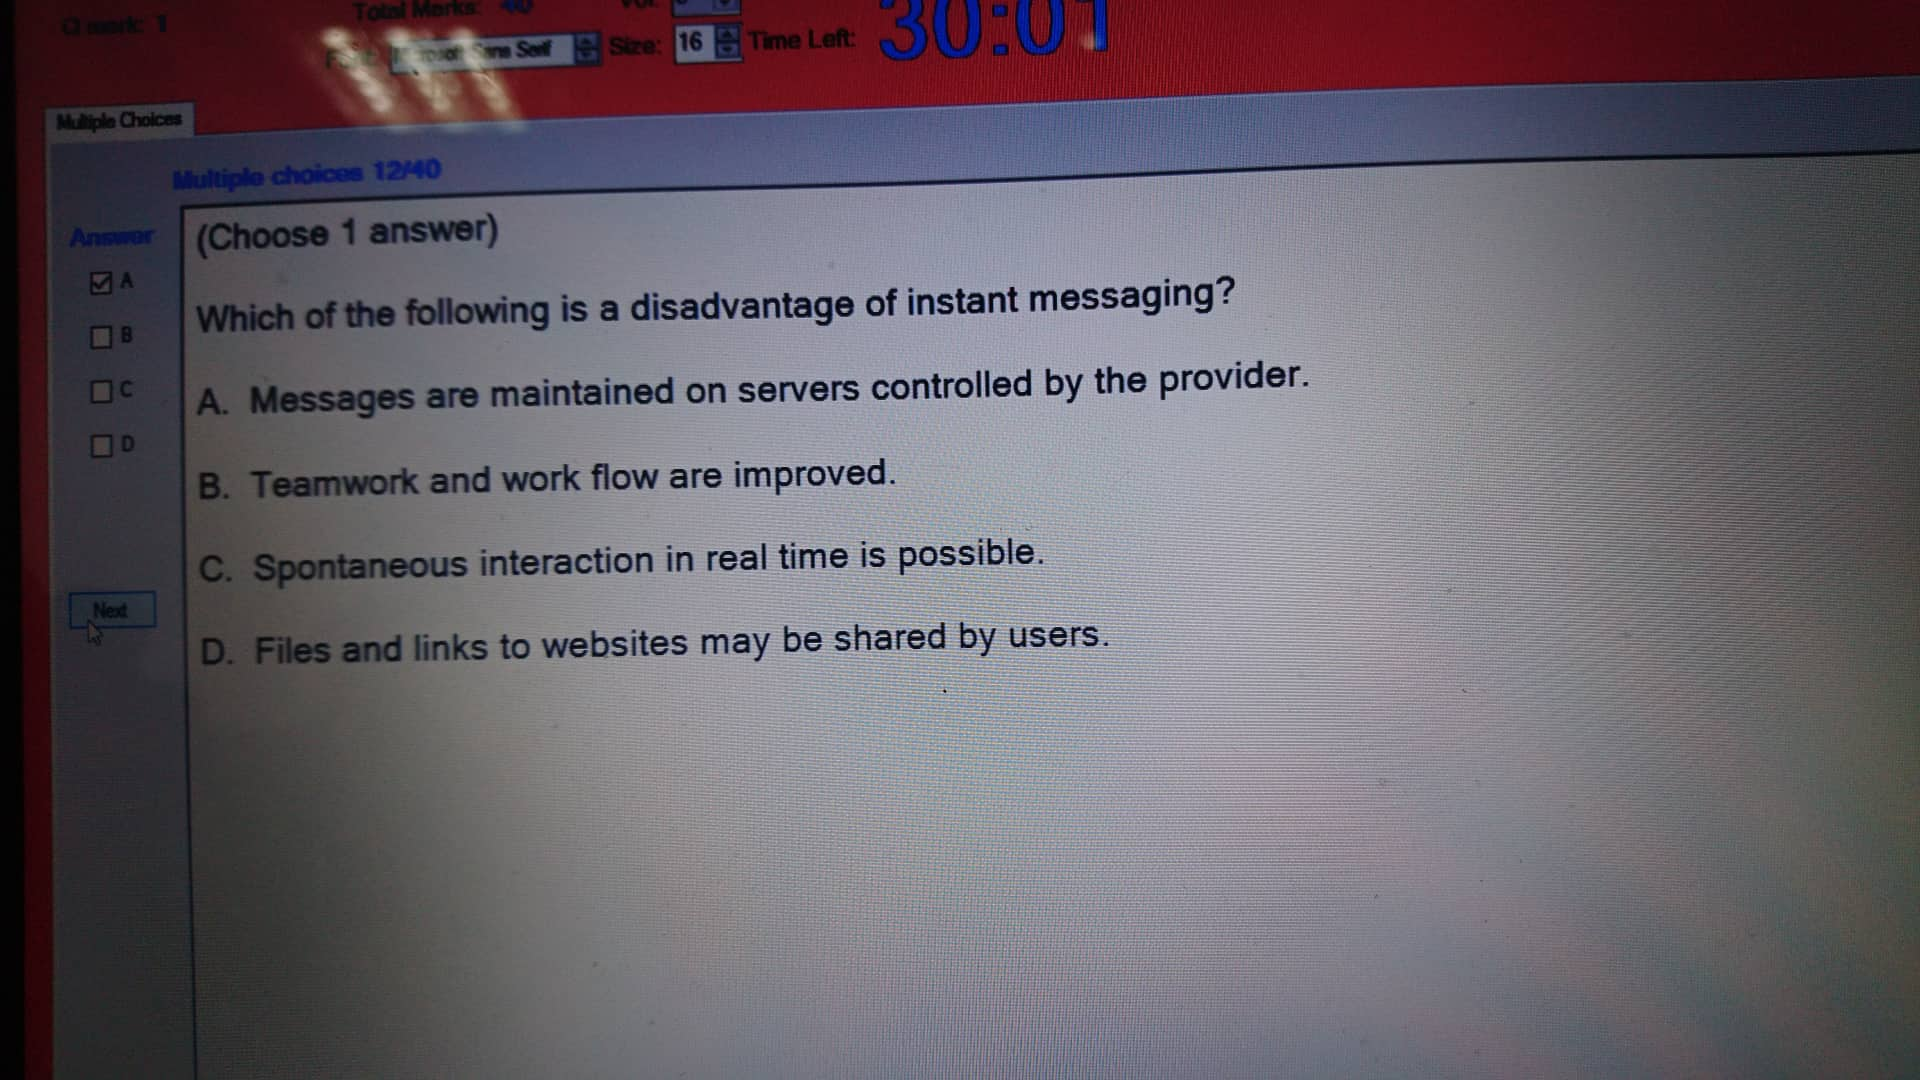 Q mark: 1
Total Marks: 40
Font: Microsoft Sans Serif Size: 16 Time Left: 30:01
Multiple Choices
Multiple choices 12/40
Answer
(Choose 1 answer)
A
Which of the following is a disadvantage of instant messaging?
B
C
A. Messages are maintained on servers controlled by the provider.
D
B. Teamwork and work flow are improved.
C. Spontaneous interaction in real time is possible.
Next
D. Files and links to websites may be shared by users.